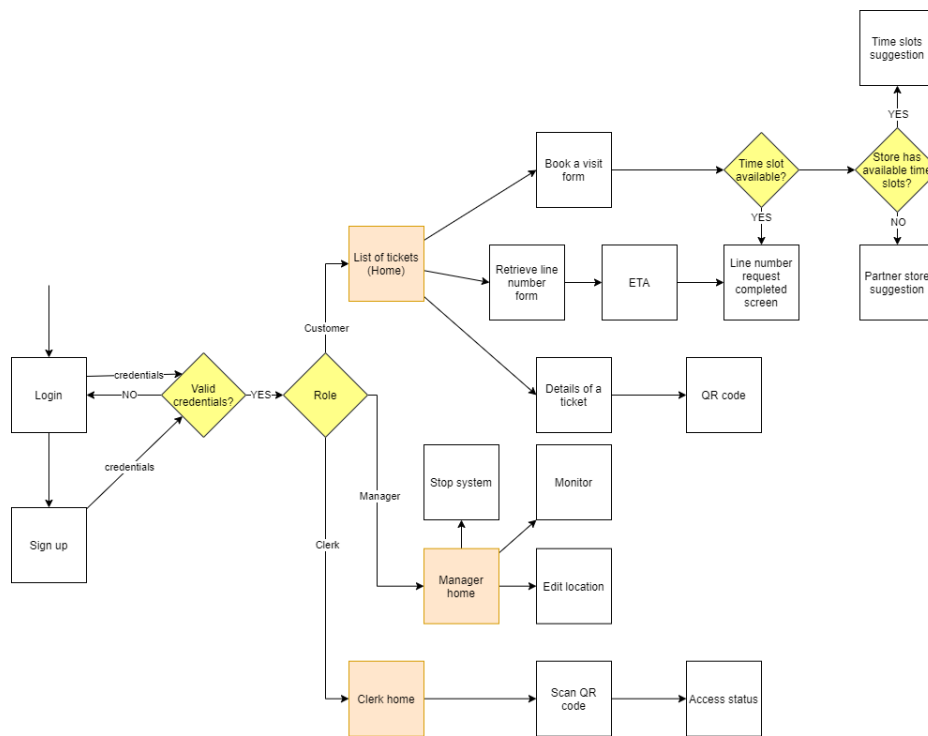 Time slots
suggestion
YES
Book a visit
form
Time slot
available?
Store has
available time
slots?
YES
NO
List of tickets
(Home)
Retrieve line
number
form
ETA
Line number
request
completed
screen
Partner store
suggestion
Customer
Login
credentials
NO
Valid
credentials?
YES
Role
Details of a
ticket
QR code
credentials
Stop system
Monitor
Manager
Sign up
Clerk
Manager
home
Edit location
Clerk home
Scan QR
code
Access status